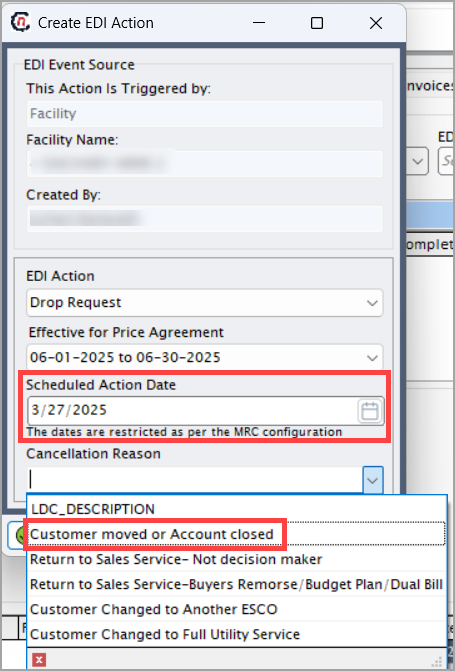 Create EDI Action
EDI Event Source
This Action Is Triggered by:
Facility
Facility Name:
Created By:
EDI Action
Drop Request
Effective for Price Agreement
06-01-2025 to 06-30-2025
Scheduled Action Date
3/27/2025
The dates are restricted as per the MRC configuration
Cancellation Reason
LDC_DESCRIPTION
Customer moved or Account closed
Return to Sales Service- Not decision maker
Return to Sales Service-Buyers Remorse/Budget Plan/Dual Bill
Customer Changed to Another ESCO
Customer Changed to Full Utility Service
nvoices
ED
omplet